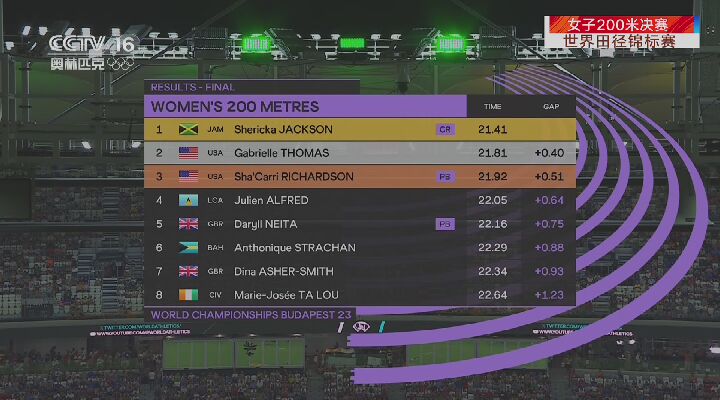 CCTV 16
奥林匹克
女子200米决赛
世界田径锦标赛
RESULTS - FINAL
WOMEN'S 200 METRES TIME GAP
1 JAM Shericka JACKSON CR 21.41
2 USA Gabrielle THOMAS 21.81 +0.40
3 USA Sha'Carri RICHARDSON PB 21.92 +0.51
4 LCA Julien ALFRED 22.05 +0.64
5 GBR Daryll NEITA PB 22.16 +0.75
6 BAH Anthonique STRACHAN 22.29 +0.88
7 GBR Dina ASHER-SMITH 22.34 +0.93
8 CIV Marie-Josée TA LOU 22.64 +1.23
WORLD CHAMPIONSHIPS BUDAPEST 23